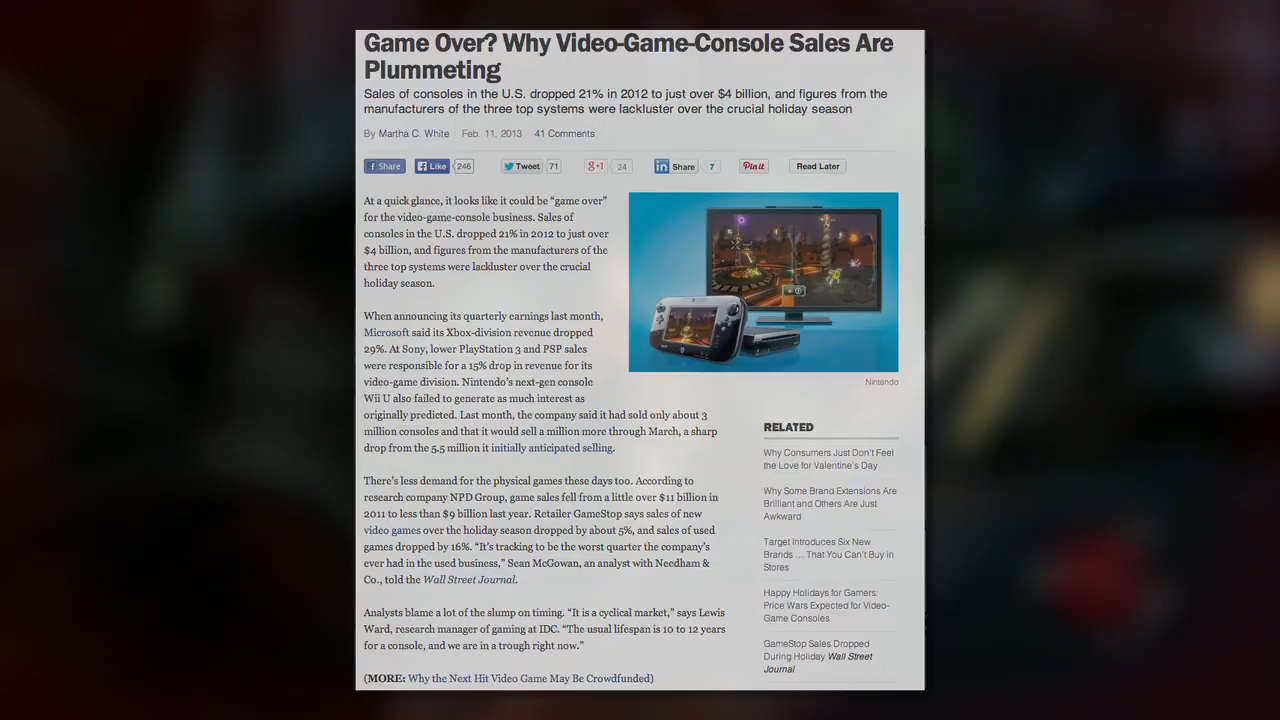 Game Over? Why Video-Game-Console Sales Are
Plummeting
Sales of consoles in the U.S. dropped 21% in 2012 to just over $4 billion, and figures from the
manufacturers of the three top systems were lackluster over the crucial holiday season
By Martha C. White | Feb. 11, 2013 | 41 Comments
Share Like 246 Tweet 71 +1 24 Share 7 Pin it Read Later
At a quick glance, it looks like it could be “game over”
for the video-game-console business. Sales of
consoles in the U.S. dropped 21% in 2012 to just over
$4 billion, and figures from the manufacturers of the
three top systems were lackluster over the crucial
holiday season.
When announcing its quarterly earnings last month,
Microsoft said its Xbox-division revenue dropped
29%. At Sony, lower PlayStation 3 and PSP sales
were responsible for a 15% drop in revenue for its
video-game division. Nintendo’s next-gen console
Wii U also failed to generate as much interest as
originally predicted. Last month, the company said it had sold only about 3
million consoles and that it would sell a million more through March, a sharp
drop from the 5.5 million it initially anticipated selling.
There’s less demand for the physical games these days too. According to
research company NPD Group, game sales fell from a little over $11 billion in
2011 to less than $9 billion last year. Retailer GameStop says sales of new
video games over the holiday season dropped by about 5%, and sales of used
games dropped by 16%. “It’s tracking to be the worst quarter the company’s
ever had in the used business,” Sean McGowan, an analyst with Needham &
Co., told the Wall Street Journal.
Analysts blame a lot of the slump on timing. “It is a cyclical market,” says Lewis
Ward, research manager of gaming at IDC. “The usual lifespan is 10 to 12 years
for a console, and we are in a trough right now.”
(MORE: Why the Next Hit Video Game May Be Crowdfunded)
Nintendo
RELATED
Why Consumers Just Don’t Feel
the Love for Valentine’s Day
Why Some Brand Extensions Are
Brilliant and Others Are Just
Awkward
Target Introduces Six New
Brands … That You Can’t Buy in
Stores
Happy Holidays for Gamers:
Price Wars Expected for Video-
Game Consoles
GameStop Sales Dropped
During Holiday Wall Street
Journal